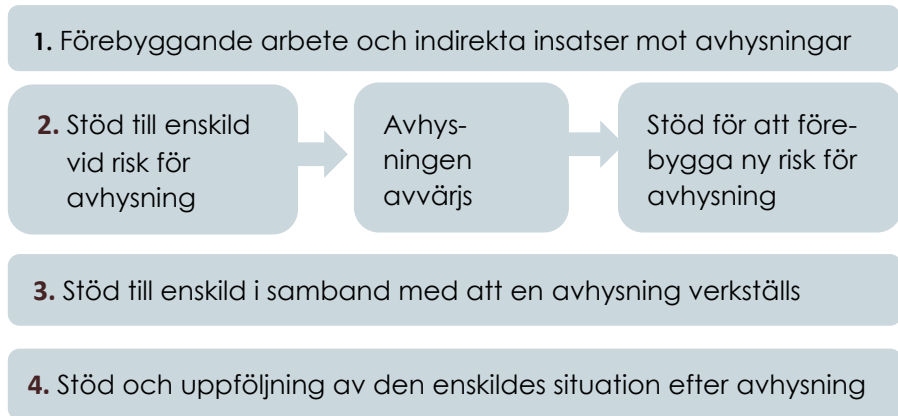 1. Förebyggande arbete och indirekta insatser mot avhysningar
2. Stöd till enskild
vid risk för
avhysning
Avhys-
ningen
avvärjs
Stöd för att före-
bygga ny risk för
avhysning
3. Stöd till enskild i samband med att en avhysning verkställs
4. Stöd och uppföljning av den enskildes situation efter avhysning